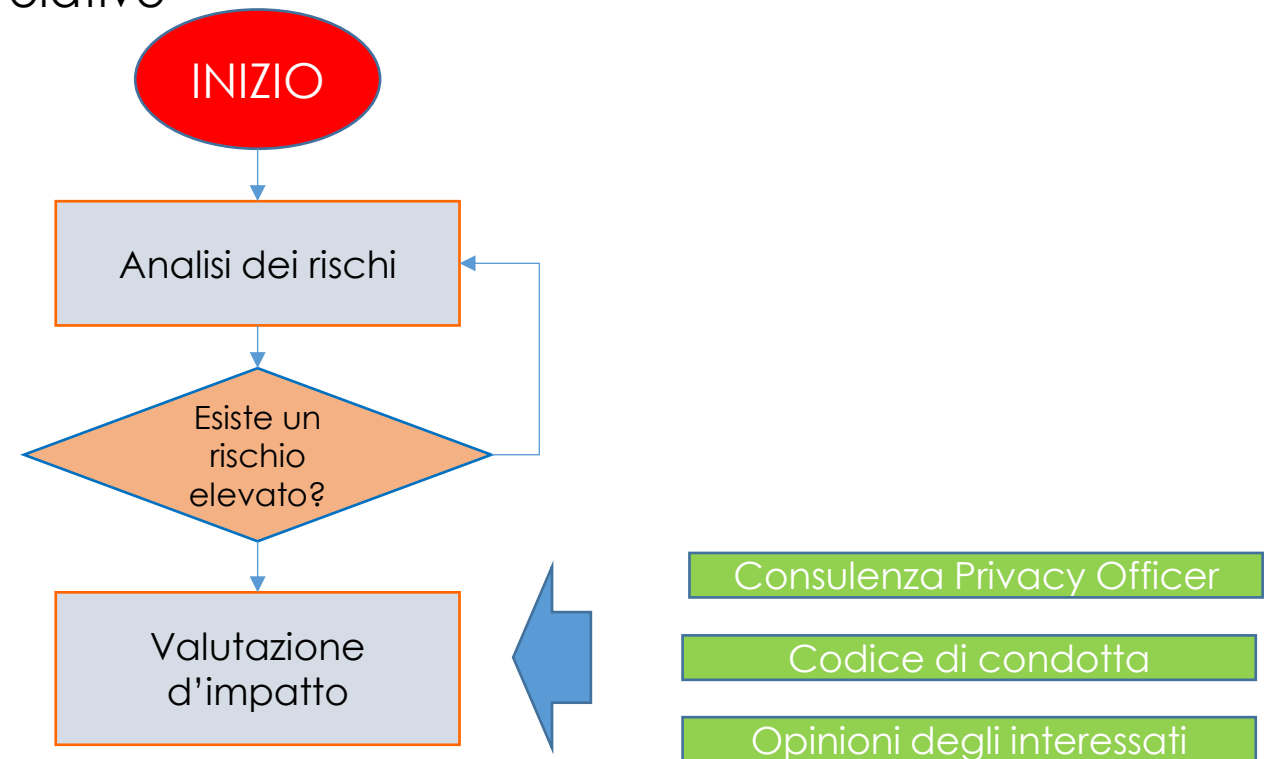 INIZIO
Analisi dei rischi
Esiste un
rischio
elevato?
Consulenza Privacy Officer
Valutazione
d’impatto
Codice di condotta
Opinioni degli interessati